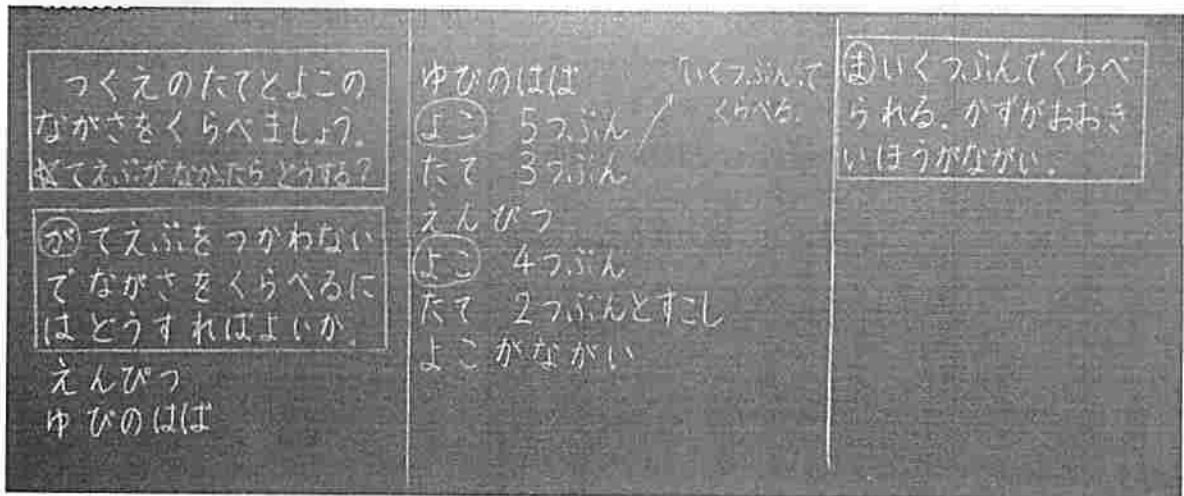 つくえのたてとよこの
ながさをくらべましょう.
てえぷがなかったらどうする?
が てえぷをつかわない
でながさをくらべるに
はどうすればよいか.
えんぴつ
ゆびのはば
ゆびのはば
よこ 5つぶん
たて 3つぶん
えんぴつ
よこ 4つぶん
たて 2つぶんとすこし
よこがながい
いくつぶんで
くらべる.
ま いくつぶんでくらべ
られる. かずがおおき
いほうがながい.